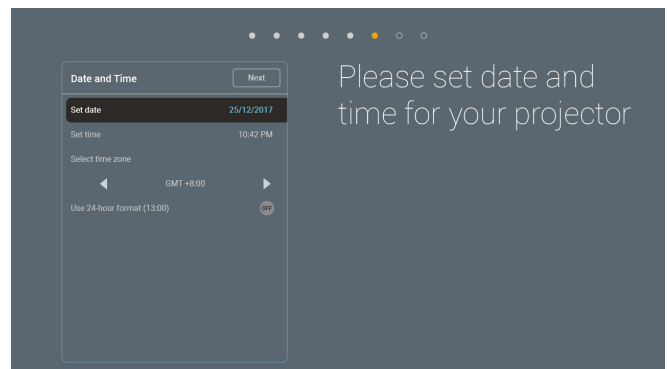 Date and Time
Next
Set date
25/12/2017
Set time
10:42 PM
Select time zone
GMT +8:00
Use 24-hour format (13:00)
OFF
Please set date and
time for your projector